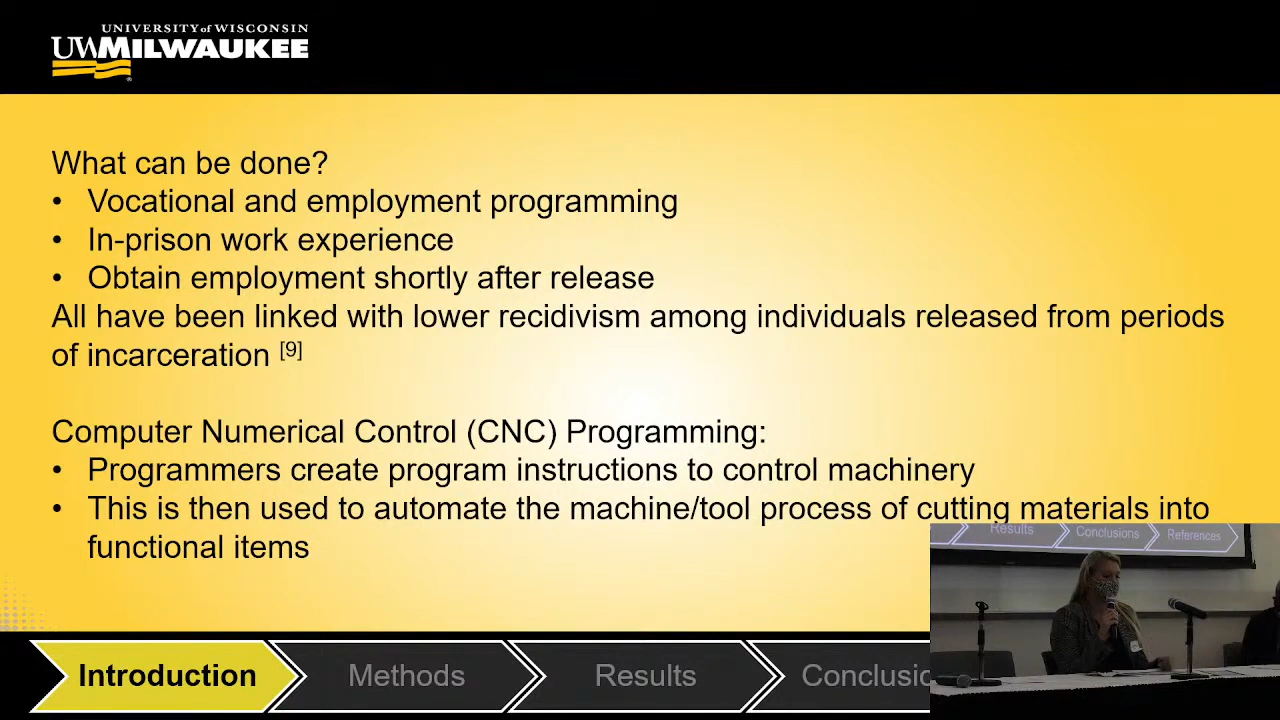 UNIVERSITY of WISCONSIN
UWMILWAUKEE
What can be done?
• Vocational and employment programming
• In-prison work experience
• Obtain employment shortly after release
All have been linked with lower recidivism among individuals released from periods
of incarceration [9]
Computer Numerical Control (CNC) Programming:
• Programmers create program instructions to control machinery
• This is then used to automate the machine/tool process of cutting materials into
functional items
Results Conclusions References
Introduction Methods Results Conclusio